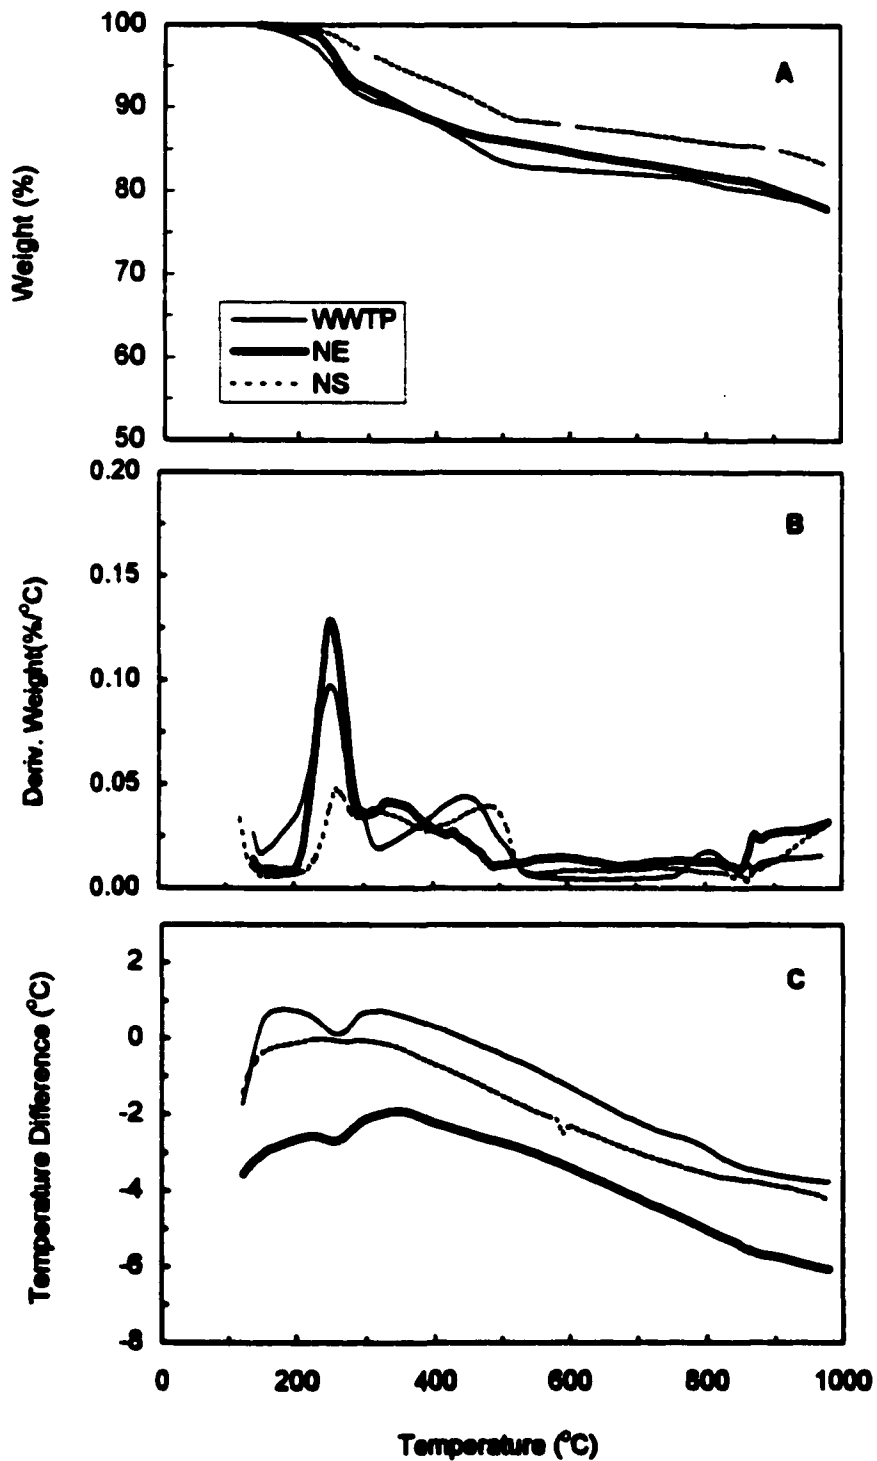 100
90
80
70
60
50
Weight (%)
A
WWTP
NE
NS
0.20
0.15
0.10
0.05
0.00
Deriv. Weight(%/°C)
B
2
0
-2
-4
-6
-8
Temperature Difference (°C)
C
0 200 400 600 800 1000
Temperature (°C)